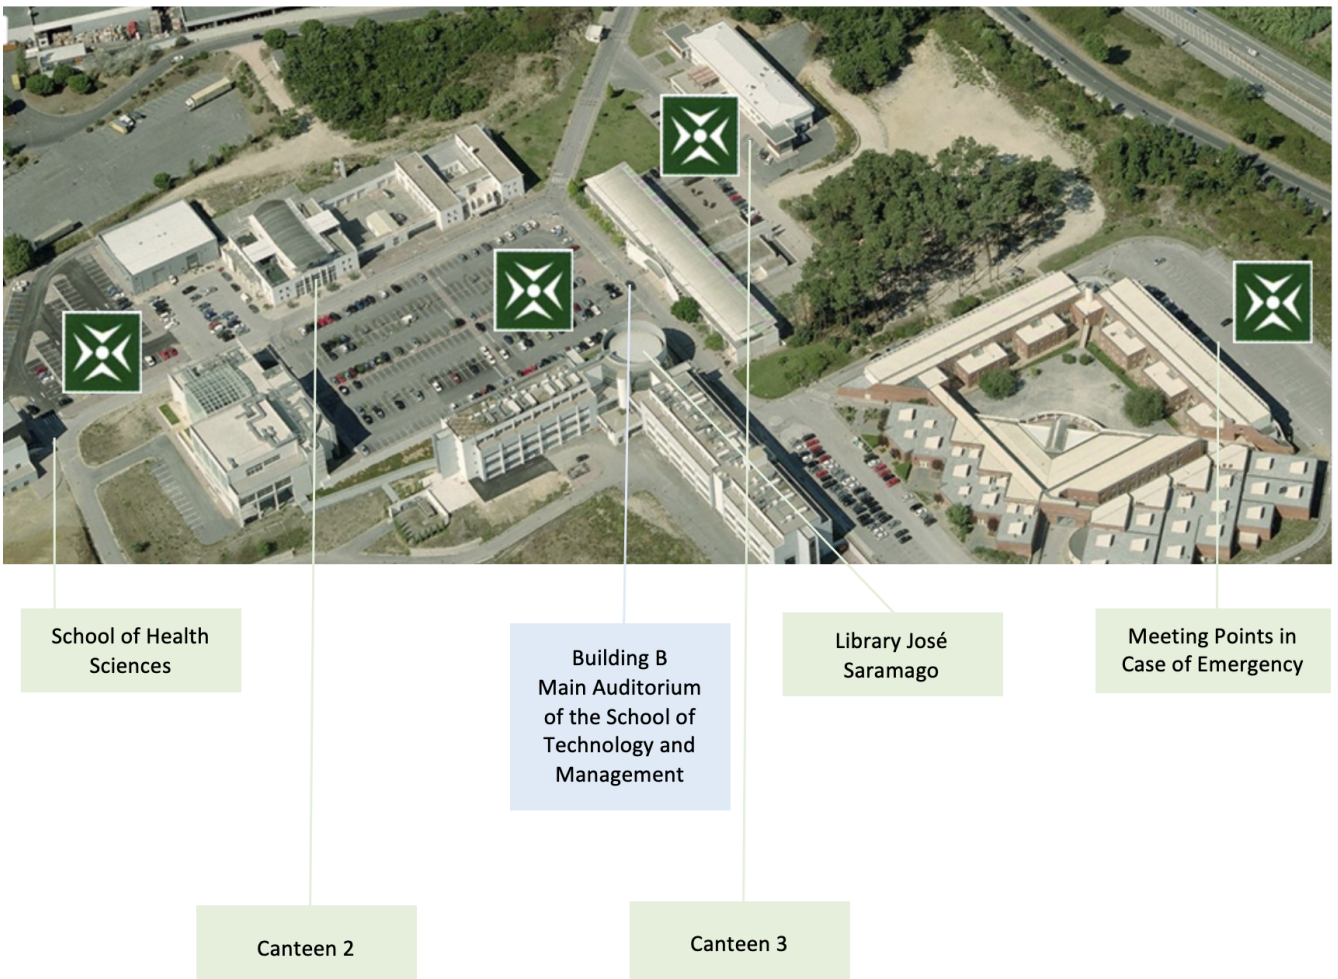 School of Health
Sciences
Building B
Main Auditorium
of the School of
Technology and
Management
Library José
Saramago
Meeting Points in
Case of Emergency
Canteen 2
Canteen 3